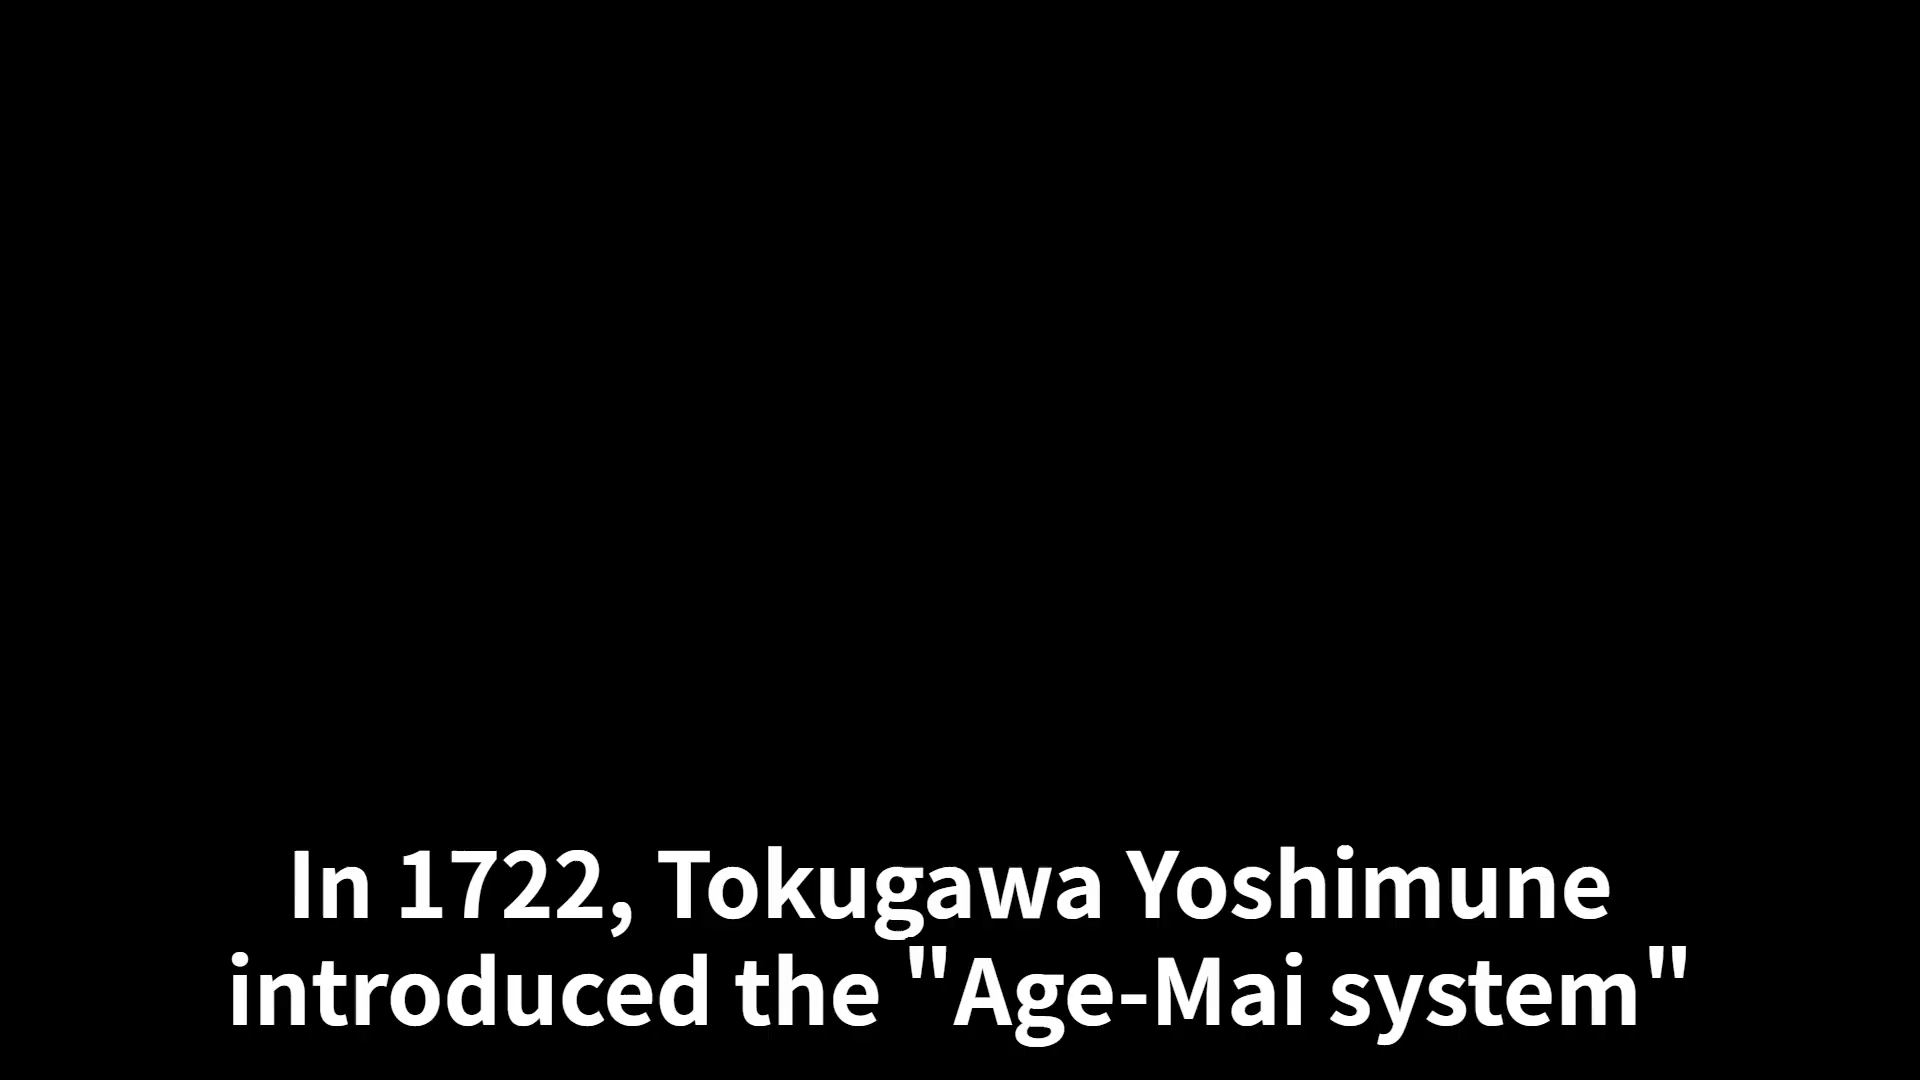 In 1722, Tokugawa Yoshimune
introduced the "Age-Mai system"